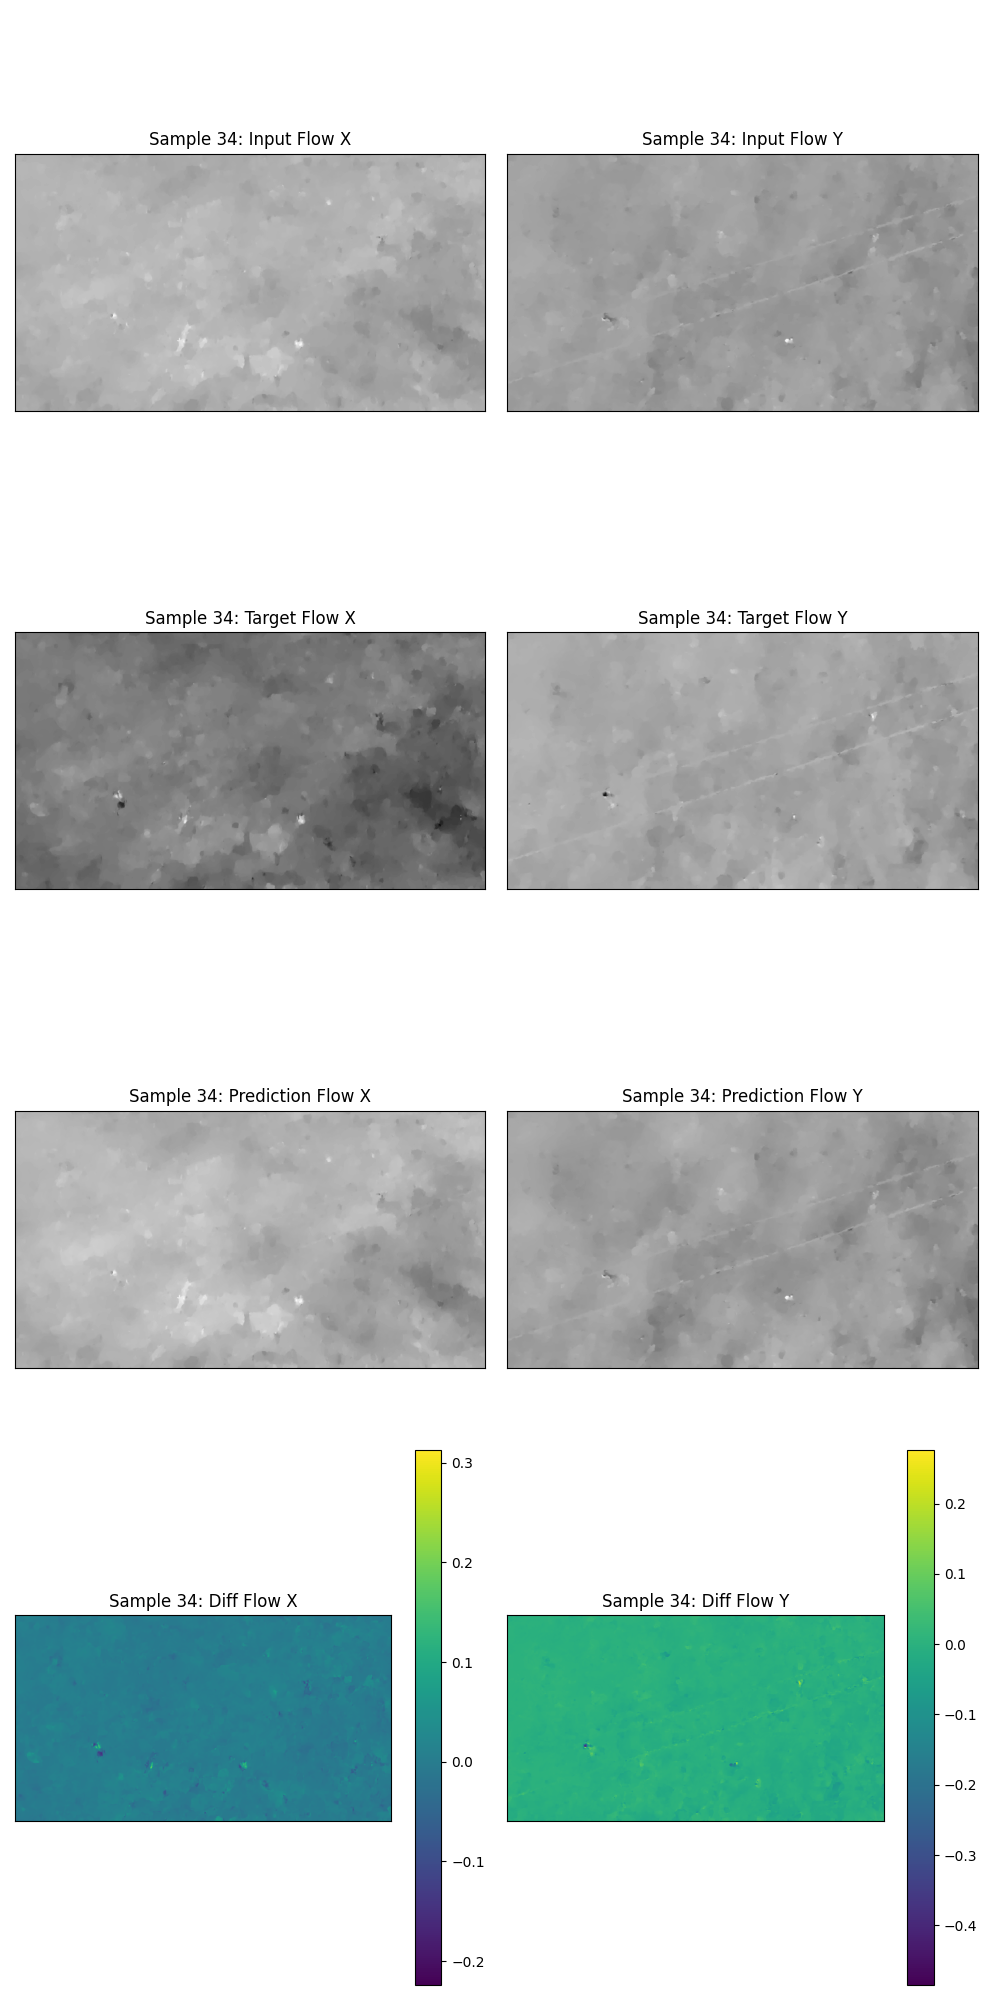 Sample 34: Input Flow X
Sample 34: Input Flow Y
Sample 34: Target Flow X
Sample 34: Target Flow Y
Sample 34: Prediction Flow X
Sample 34: Prediction Flow Y
Sample 34: Diff Flow X
0.3
0.2
0.1
0.0
−0.1
−0.2
Sample 34: Diff Flow Y
0.2
0.1
0.0
−0.1
−0.2
−0.3
−0.4